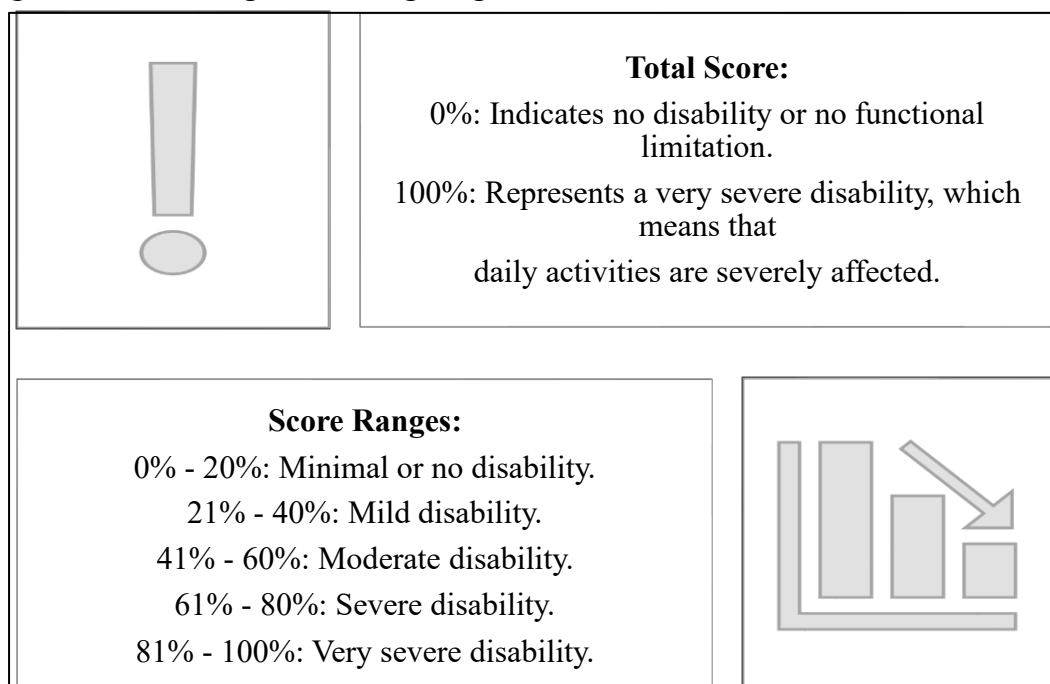 Total Score:
0%: Indicates no disability or no functional
limitation.
100%: Represents a very severe disability, which
means that
daily activities are severely affected.
Score Ranges:
0% - 20%: Minimal or no disability.
21% - 40%: Mild disability.
41% - 60%: Moderate disability.
61% - 80%: Severe disability.
81% - 100%: Very severe disability.